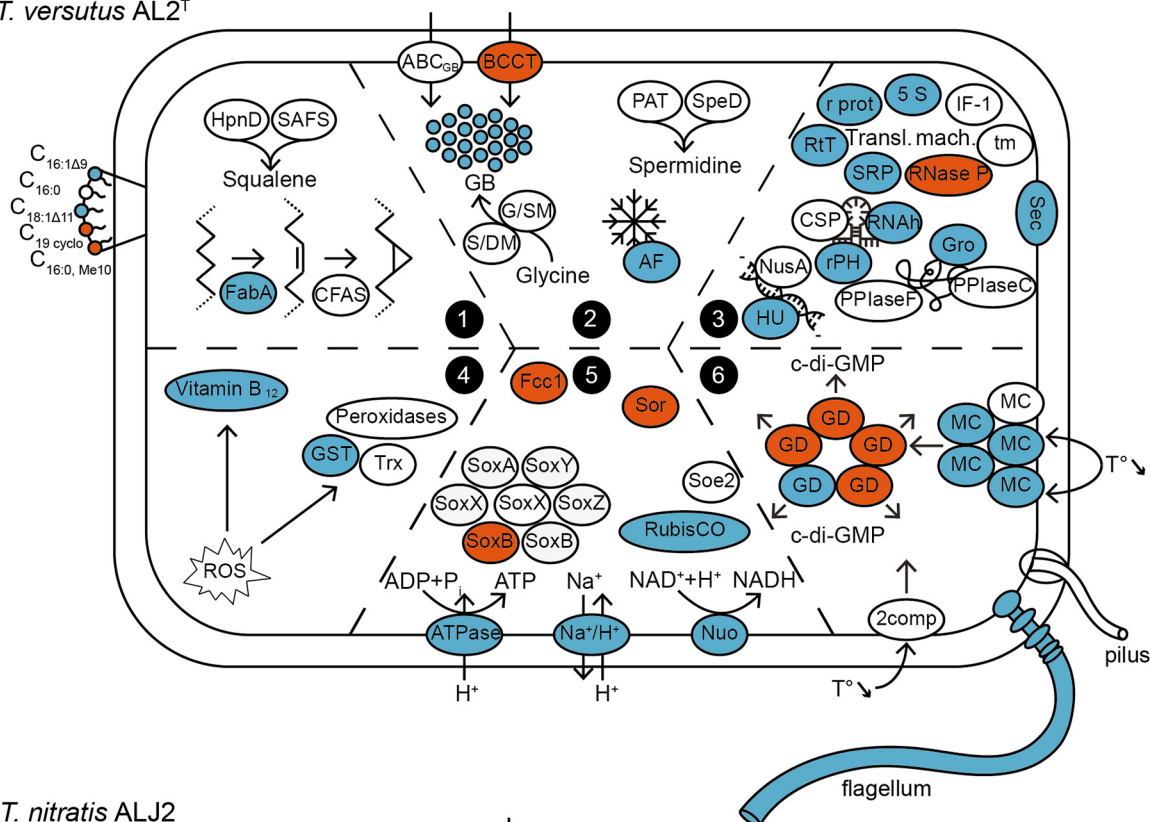 T. versutus AL2ᵀ
ABC_GB
BCCT
HpnD
SAFS
Squalene
C16:1Δ9
C16:0
C18:1Δ11
C19 cyclo
C16:0, Me10
FabA
CFAS
GB
G/SM
S/DM
Glycine
PAT
SpeD
Spermidine
AF
r prot
5 S
IF-1
RtT
Transl. mach.
tm
SRP
RNase P
Sec
CSP
RNAh
Gro
NusA
rPH
PPIaseF
PPIaseC
HU
1
2
3
4
5
6
Vitamin B 12
Peroxidases
GST
Trx
ROS
Fcc1
Sor
SoxA
SoxY
SoxX
SoxX
SoxZ
SoxB
SoxB
Soe2
RubisCO
ADP+Pi
ATP
Na⁺
NAD⁺+H⁺
NADH
ATPase
Na⁺/H⁺
Nuo
H⁺
H⁺
c-di-GMP
GD
GD
GD
GD
GD
c-di-GMP
MC
MC
MC
MC
MC
T° ↘
2comp
T° ↘
pilus
flagellum
T. nitratis ALJ2